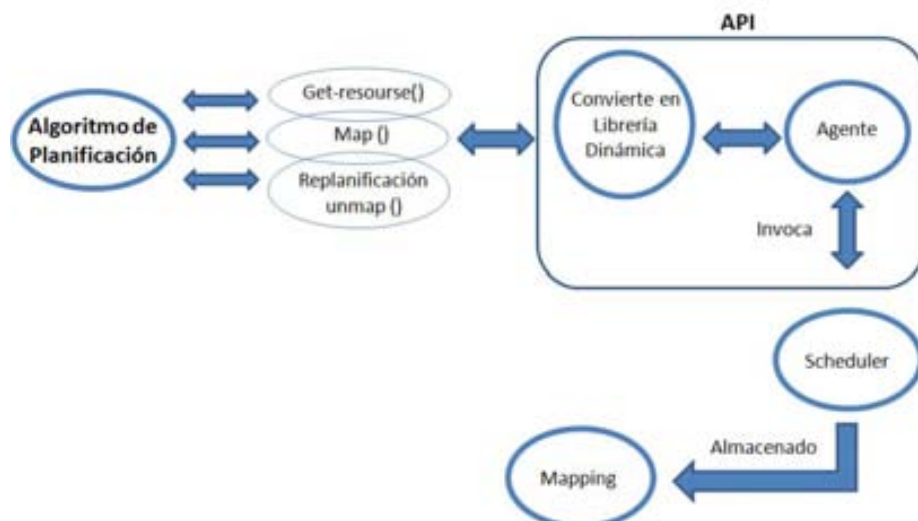 API
Algoritmo de
Planificación
Get-resourse()
Map ()
Replanificación
unmap ()
Convierte en
Librería
Dinámica
Agente
Invoca
Scheduler
Almacenado
Mapping